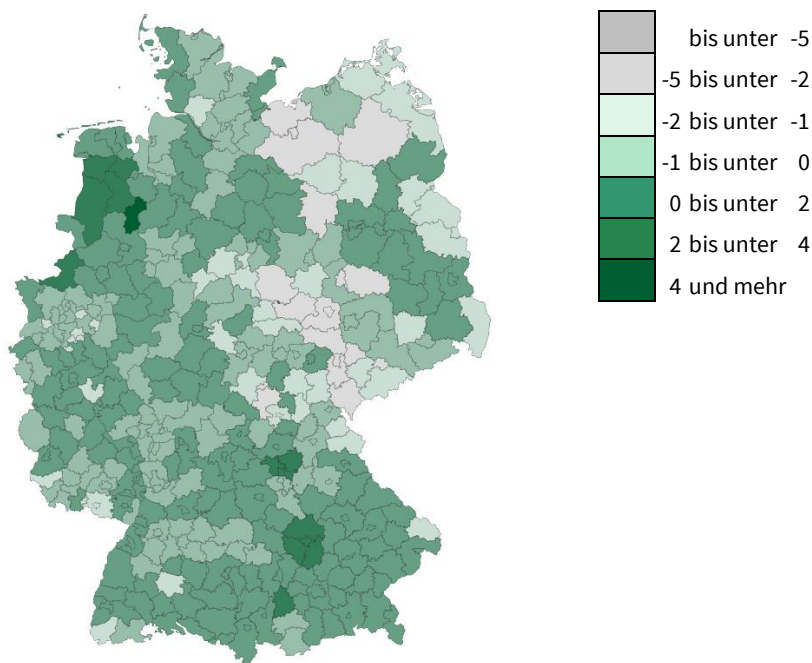 bis unter -5
-5 bis unter -2
-2 bis unter -1
-1 bis unter 0
0 bis unter 2
2 bis unter 4
4 und mehr